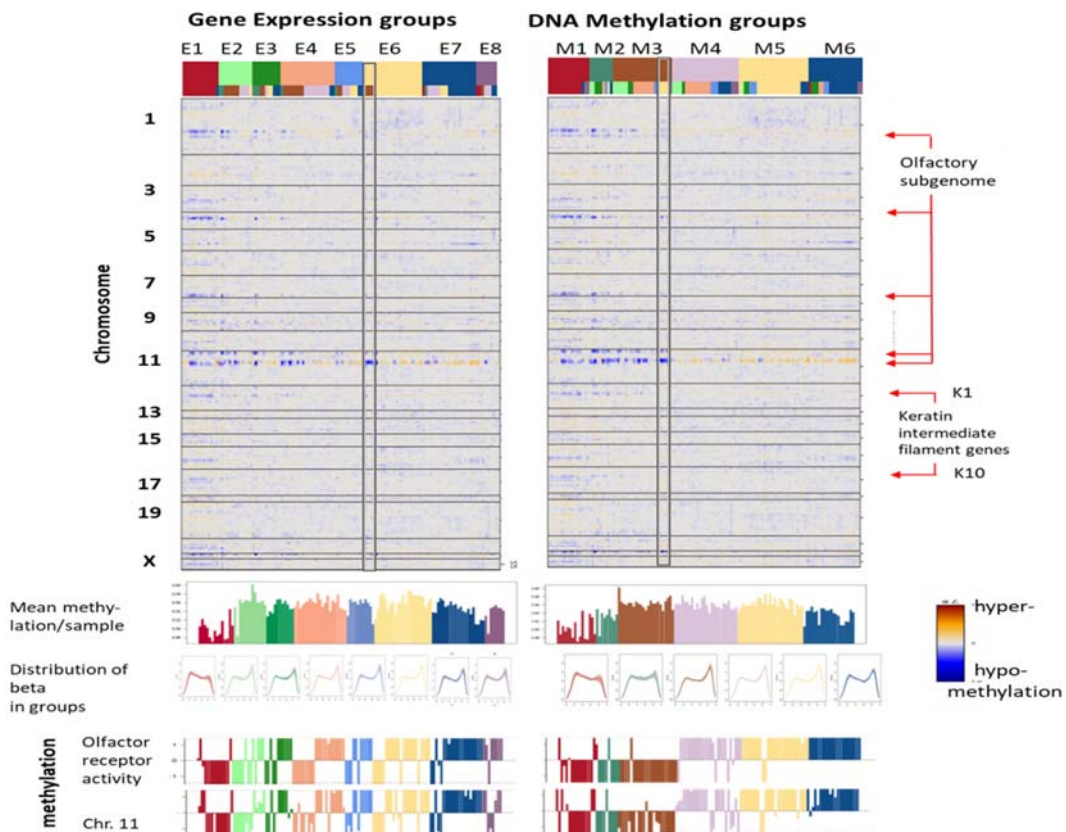 Gene Expression groups
DNA Methylation groups
E1 E2 E3 E4 E5 E6 E7 E8
M1 M2 M3 M4 M5 M6
1
3
5
7
9
11
13
15
17
19
X
Chromosome
Olfactory
subgenome
K1
Keratin
intermediate
filament genes
K10
Mean methy-
lation/sample
Distribution of
beta
in groups
hyper-
hypo-
methylation
methylation
Olfactor
receptor
activity
Chr. 11